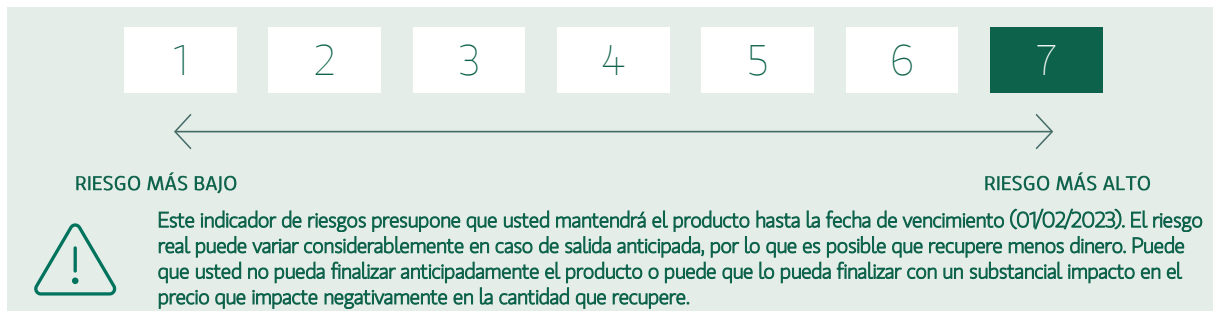 1 2 3 4 5 6 7
RIESGO MÁS BAJO RIESGO MÁS ALTO
Este indicador de riesgos presupone que usted mantendrá el producto hasta la fecha de vencimiento (01/02/2023). El riesgo
real puede variar considerablemente en caso de salida anticipada, por lo que es posible que recupere menos dinero. Puede
que usted no pueda finalizar anticipadamente el producto o puede que lo pueda finalizar con un substancial impacto en el
precio que impacte negativamente en la cantidad que recupere.